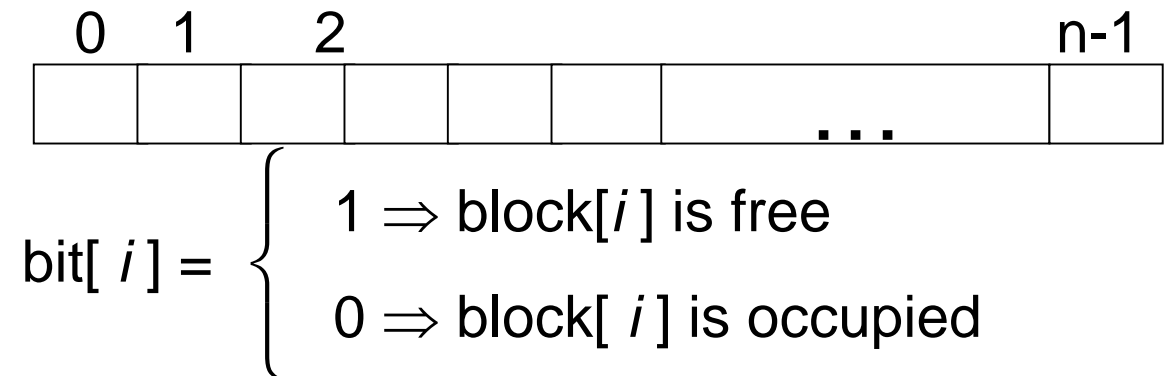 0 1 2 n-1
...
1 ⇒ block[i] is free
bit[i] =
0 ⇒ block[i] is occupied